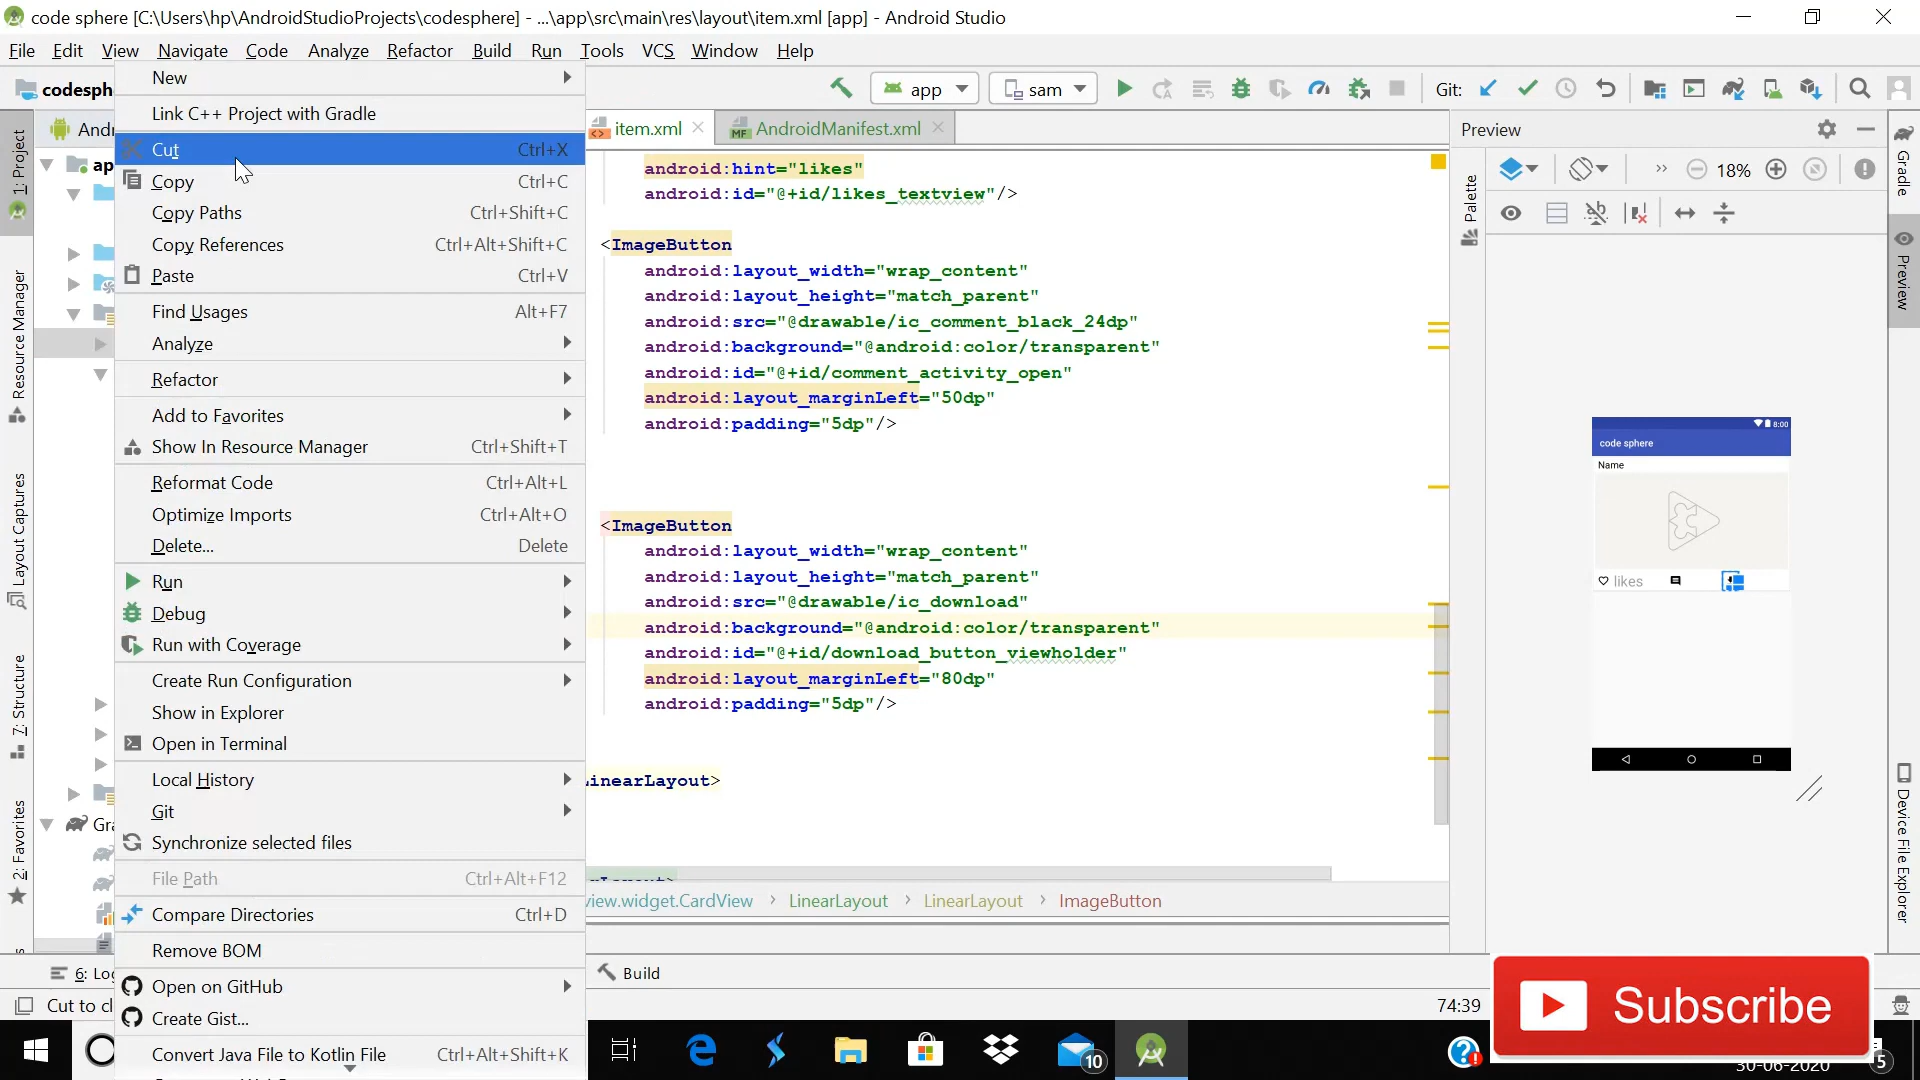 code sphere [C:\Users\hp\AndroidStudioProjects\codesphere] - ...\app\src\main\res\layout\item.xml [app] - Android Studio
File Edit View Navigate Code Analyze Refactor Build Run Tools VCS Window Help
app sam Git:
New
Link C++ Project with Gradle
Cut Ctrl+X
Copy Ctrl+C
Copy Paths Ctrl+Shift+C
Copy References Ctrl+Alt+Shift+C
Paste Ctrl+V
Find Usages Alt+F7
Analyze
Refactor
Add to Favorites
Show In Resource Manager Ctrl+Shift+T
Reformat Code Ctrl+Alt+L
Optimize Imports Ctrl+Alt+O
Delete... Delete
Run
Debug
Run with Coverage
Create Run Configuration
Show in Explorer
Open in Terminal
Local History
Git
Synchronize selected files
File Path Ctrl+Alt+F12
Compare Directories Ctrl+D
Remove BOM
Open on GitHub
Create Gist...
Convert Java File to Kotlin File Ctrl+Alt+Shift+K
1: Project
Resource Manager
Layout Captures
7: Structure
2: Favorites
item.xml AndroidManifest.xml
android:hint="likes"
android:id="@+id/likes_textview"/>
<ImageButton
android:layout_width="wrap_content"
android:layout_height="match_parent"
android:src="@drawable/ic_comment_black_24dp"
android:background="@android:color/transparent"
android:id="@+id/comment_activity_open"
android:layout_marginLeft="50dp"
android:padding="5dp"/>
<ImageButton
android:layout_width="wrap_content"
android:layout_height="match_parent"
android:src="@drawable/ic_download"
android:background="@android:color/transparent"
android:id="@+id/download_button_viewholder"
android:layout_marginLeft="80dp"
android:padding="5dp"/>
inearLayout>
view.widget.CardView › LinearLayout › LinearLayout › ImageButton
Build
74:39
Preview
18%
Palette
code sphere
8:00
Name
likes
Gradle
Preview
Device File Explorer
Subscribe
10
30-06-2020
5